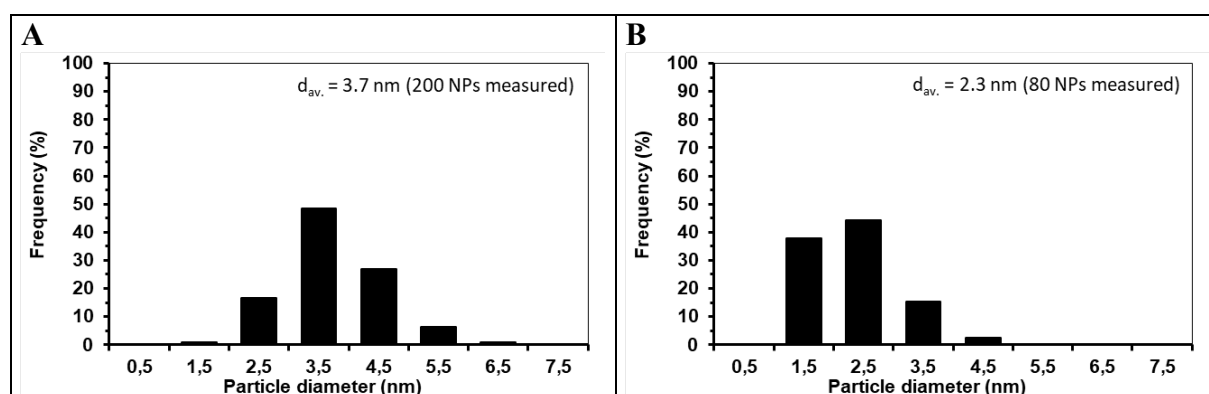 A
d_av. = 3.7 nm (200 NPs measured)
Frequency (%)
100
90
80
70
60
50
40
30
20
10
0
0,5 1,5 2,5 3,5 4,5 5,5 6,5 7,5
Particle diameter (nm)
B
d_av. = 2.3 nm (80 NPs measured)
Frequency (%)
100
90
80
70
60
50
40
30
20
10
0
0,5 1,5 2,5 3,5 4,5 5,5 6,5 7,5
Particle diameter (nm)